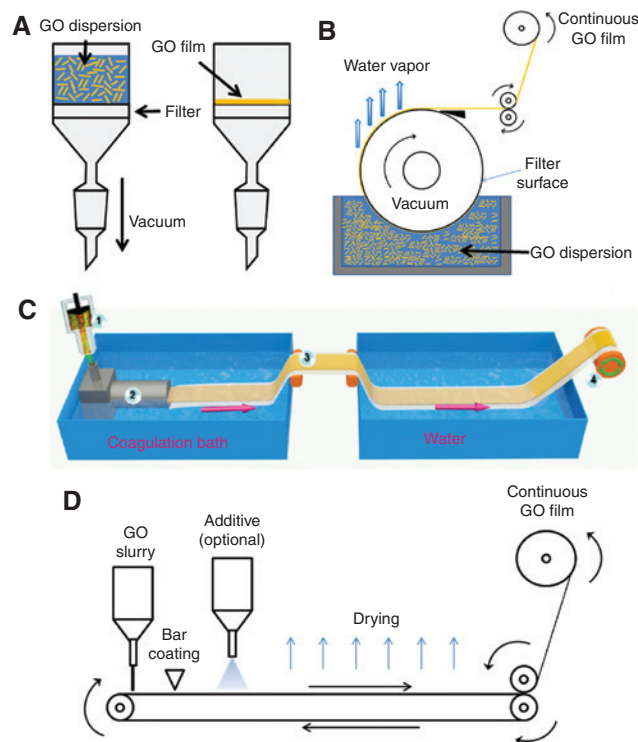 A
GO dispersion
GO film
Filter
Vacuum
B
Continuous
GO film
Water vapor
Vacuum
Filter
surface
GO dispersion
C
1
2
3
4
Coagulation bath
Water
D
GO
slurry
Additive
(optional)
Bar
coating
Drying
Continuous
GO film